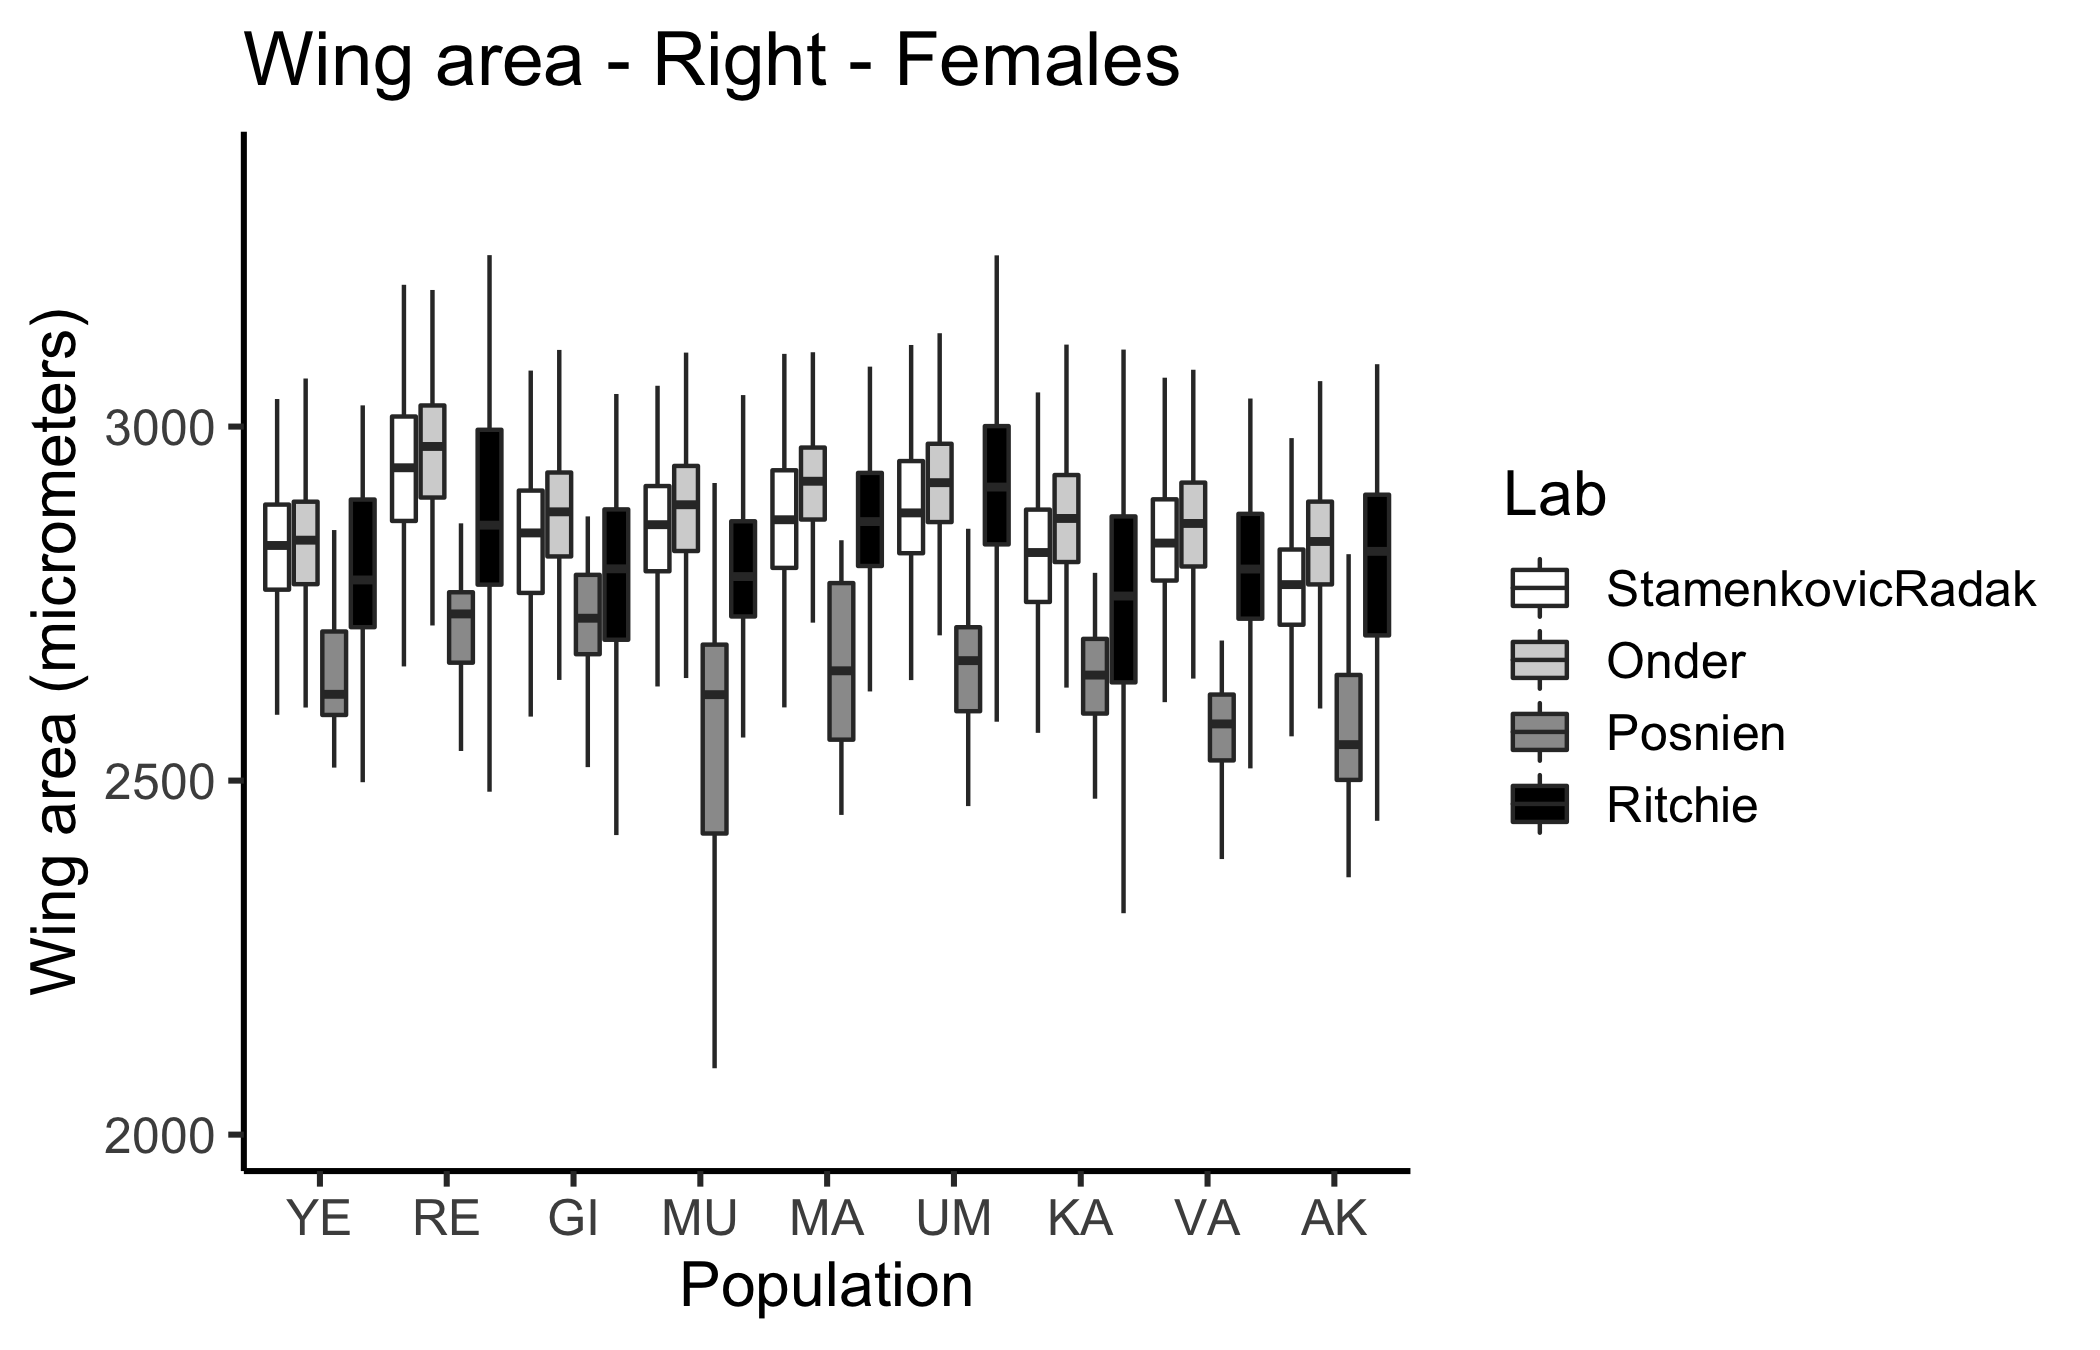 Wing area - Right - Females
Wing area (micrometers)
3000
2500
2000
YE RE GI MU MA UM KA VA AK
Population
Lab
StamenkovicRadak
Onder
Posnien
Ritchie